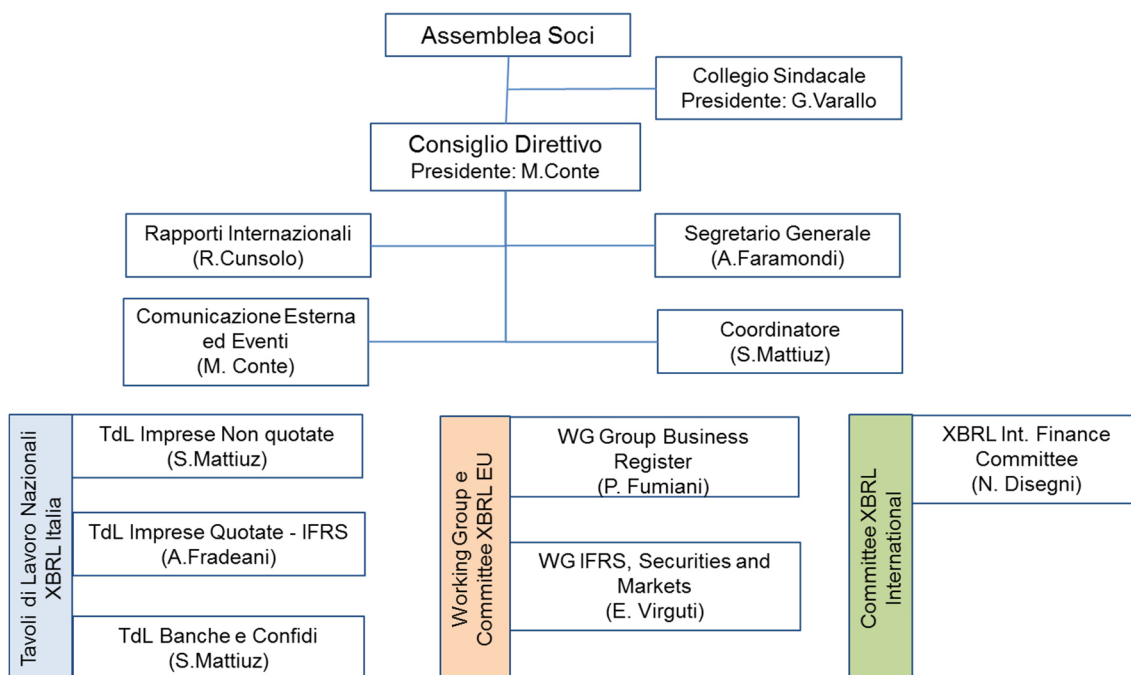 Assemblea Soci
Collegio Sindacale
Presidente: G.Varallo
Consiglio Direttivo
Presidente: M.Conte
Rapporti Internazionali
(R.Cunsolo)
Segretario Generale
(A.Faramondi)
Comunicazione Esterna
ed Eventi
(M. Conte)
Coordinatore
(S.Mattiuz)
Tavoli di Lavoro Nazionali
XBRL Italia
TdL Imprese Non quotate
(S.Mattiuz)
TdL Imprese Quotate - IFRS
(A.Fradeani)
TdL Banche e Confidi
(S.Mattiuz)
Working Group e
Committee XBRL EU
WG Group Business
Register
(P. Fumiani)
WG IFRS, Securities and
Markets
(E. Virguti)
Committee XBRL
International
XBRL Int. Finance
Committee
(N. Disegni)